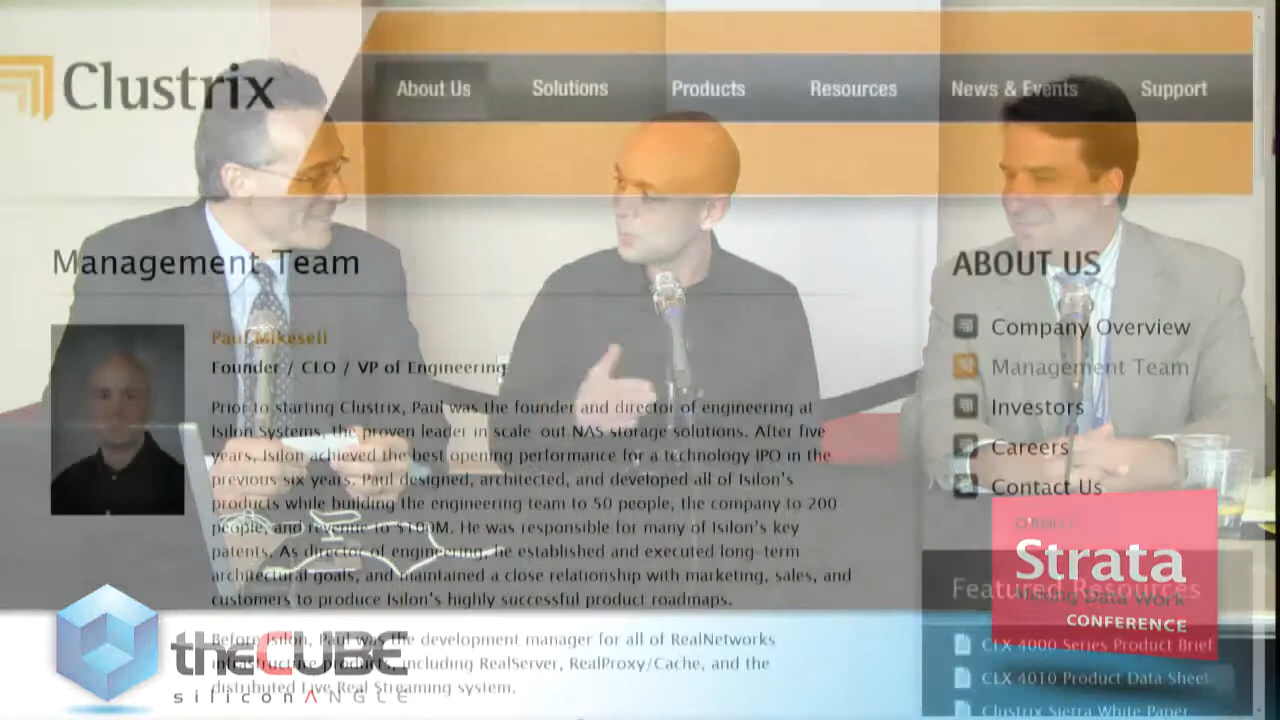 Clustrix
About Us Solutions Products Resources News & Events Support
Management Team
Paul Mikesell
Founder / CEO / VP of Engineering
Prior to starting Clustrix, Paul was the founder and director of engineering at
Isilon Systems, the proven leader in scale-out NAS storage solutions. After five
years, Isilon achieved the best opening performance for a technology IPO in the
previous six years. Paul designed, architected, and developed all of Isilon's
products while building the engineering team to 50 people, the company to 200
people, and revenue to $100M. He was responsible for many of Isilon's key
patents. As director of engineering, he established and executed long-term
architectural goals, and maintained a close relationship with marketing, sales, and
customers to produce Isilon's highly successful product roadmaps.
Before Isilon, Paul was the development manager for all of RealNetworks
infrastructure products, including RealServer, RealProxy/Cache, and the
distributed Live Real Streaming system.
ABOUT US
Company Overview
Management Team
Investors
Careers
Contact Us
O'REILLY
Strata
Making Data Work
CONFERENCE
Featured Resources
CLX 4000 Series Product Brief
CLX 4010 Product Data Sheet
Clustrix Sierra White Paper
theCUBE
siliconANGLE